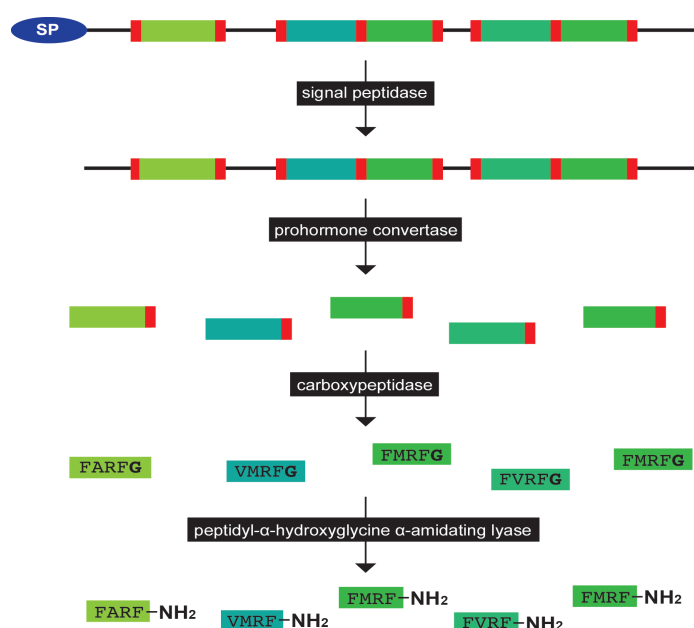 SP
signal peptidase
prohormone convertase
carboxypeptidase
FARFG
VMRFG
FMRFG
FVRFG
FMRFG
peptidyl-α-hydroxyglycine α-amidating lyase
FARF-NH2
VMRF-NH2
FMRF-NH2
FVRF-NH2
FMRF-NH2